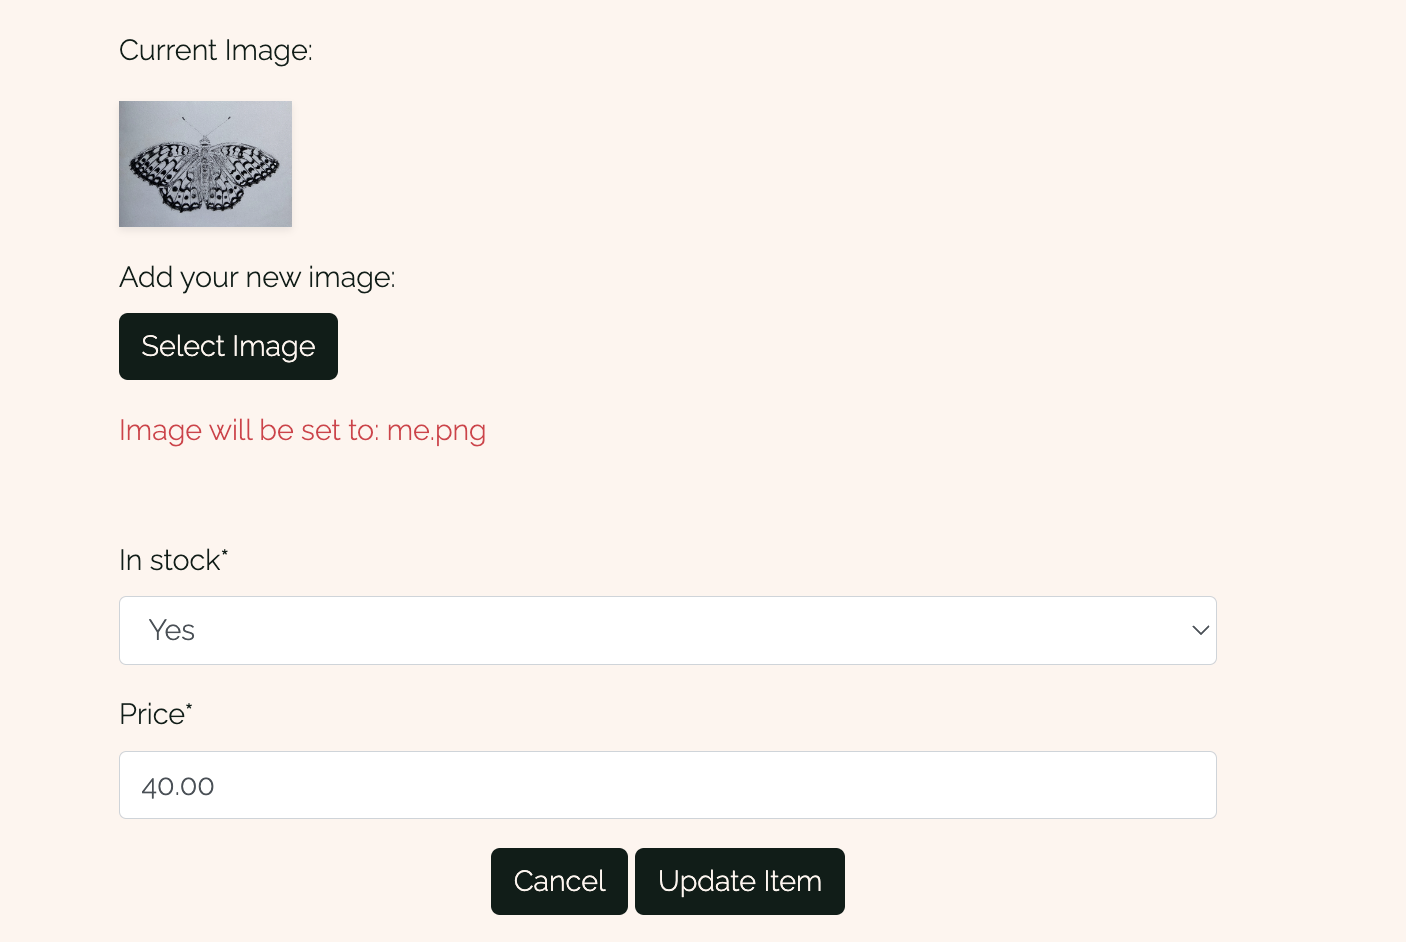 Current Image:
Add your new image:
Select Image
Image will be set to: me.png
In stock*
Yes
Price*
40.00
Cancel Update Item